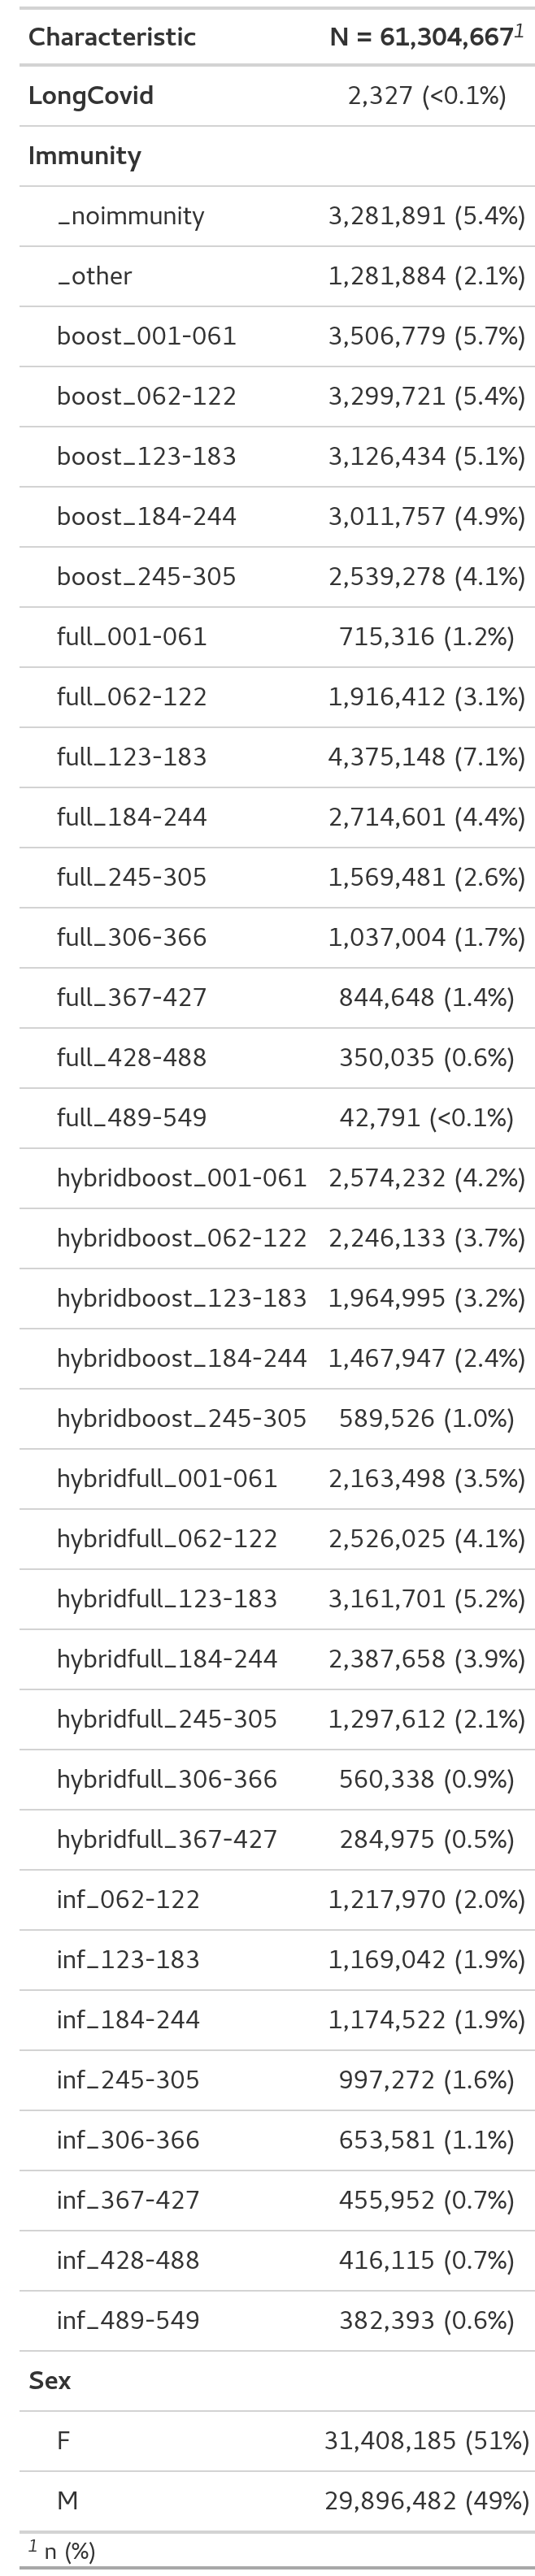 Characteristic N = 61,304,667¹
LongCovid 2,327 (<0.1%)
Immunity
_noimmunity 3,281,891 (5.4%)
_other 1,281,884 (2.1%)
boost_001-061 3,506,779 (5.7%)
boost_062-122 3,299,721 (5.4%)
boost_123-183 3,126,434 (5.1%)
boost_184-244 3,011,757 (4.9%)
boost_245-305 2,539,278 (4.1%)
full_001-061 715,316 (1.2%)
full_062-122 1,916,412 (3.1%)
full_123-183 4,375,148 (7.1%)
full_184-244 2,714,601 (4.4%)
full_245-305 1,569,481 (2.6%)
full_306-366 1,037,004 (1.7%)
full_367-427 844,648 (1.4%)
full_428-488 350,035 (0.6%)
full_489-549 42,791 (<0.1%)
hybridboost_001-061 2,574,232 (4.2%)
hybridboost_062-122 2,246,133 (3.7%)
hybridboost_123-183 1,964,995 (3.2%)
hybridboost_184-244 1,467,947 (2.4%)
hybridboost_245-305 589,526 (1.0%)
hybridfull_001-061 2,163,498 (3.5%)
hybridfull_062-122 2,526,025 (4.1%)
hybridfull_123-183 3,161,701 (5.2%)
hybridfull_184-244 2,387,658 (3.9%)
hybridfull_245-305 1,297,612 (2.1%)
hybridfull_306-366 560,338 (0.9%)
hybridfull_367-427 284,975 (0.5%)
inf_062-122 1,217,970 (2.0%)
inf_123-183 1,169,042 (1.9%)
inf_184-244 1,174,522 (1.9%)
inf_245-305 997,272 (1.6%)
inf_306-366 653,581 (1.1%)
inf_367-427 455,952 (0.7%)
inf_428-488 416,115 (0.7%)
inf_489-549 382,393 (0.6%)
Sex
F 31,408,185 (51%)
M 29,896,482 (49%)
¹ n (%)